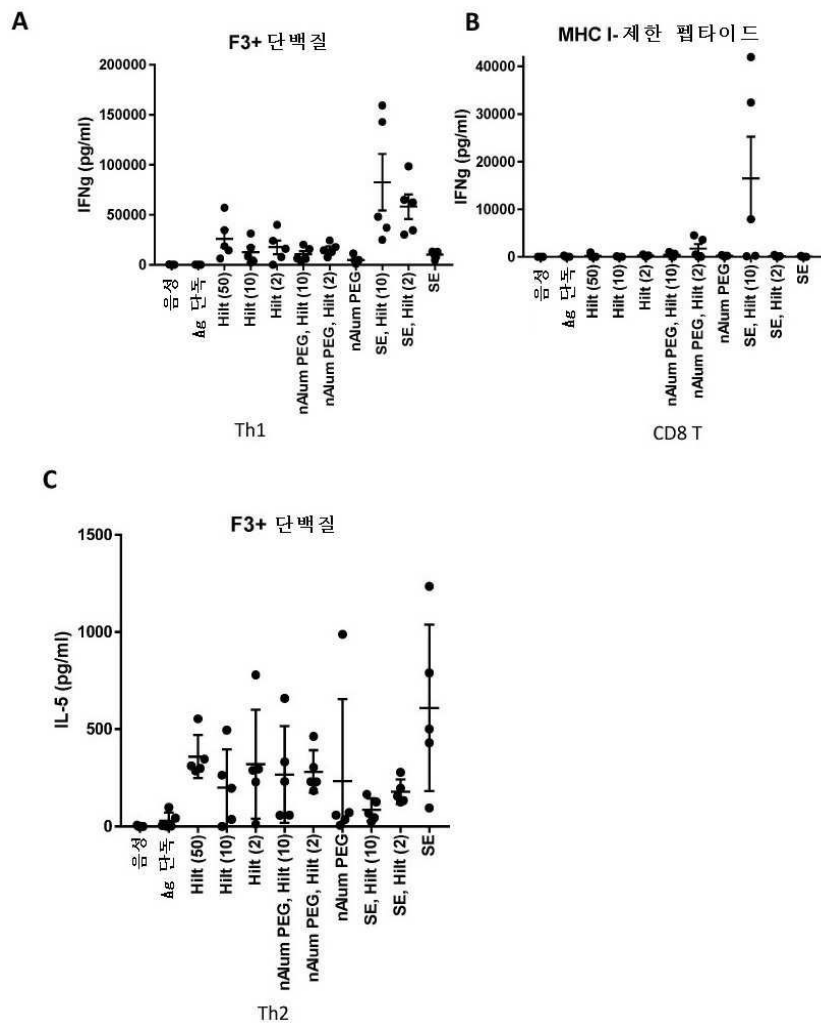 A
F3+ 단백질
IFNg (pg/ml)
200000
150000
100000
50000
0
음성
Ag 단독
Hilt (50)
Hilt (10)
Hilt (2)
nAlum PEG, Hilt (10)
nAlum PEG, Hilt (2)
nAlum PEG
SE, Hilt (10)
SE, Hilt (2)
SE
Th1
B
MHC I- 제한 펩타이드
IFNg (pg/ml)
40000
30000
20000
10000
0
음성
Ag 단독
Hilt (50)
Hilt (10)
Hilt (2)
nAlum PEG, Hilt (10)
nAlum PEG, Hilt (2)
nAlum PEG
SE, Hilt (10)
SE, Hilt (2)
SE
CD8 T
C
F3+ 단백질
IL-5 (pg/ml)
1500
1000
500
0
음성
Ag 단독
Hilt (50)
Hilt (10)
Hilt (2)
nAlum PEG, Hilt (10)
nAlum PEG, Hilt (2)
nAlum PEG
SE, Hilt (10)
SE, Hilt (2)
SE
Th2